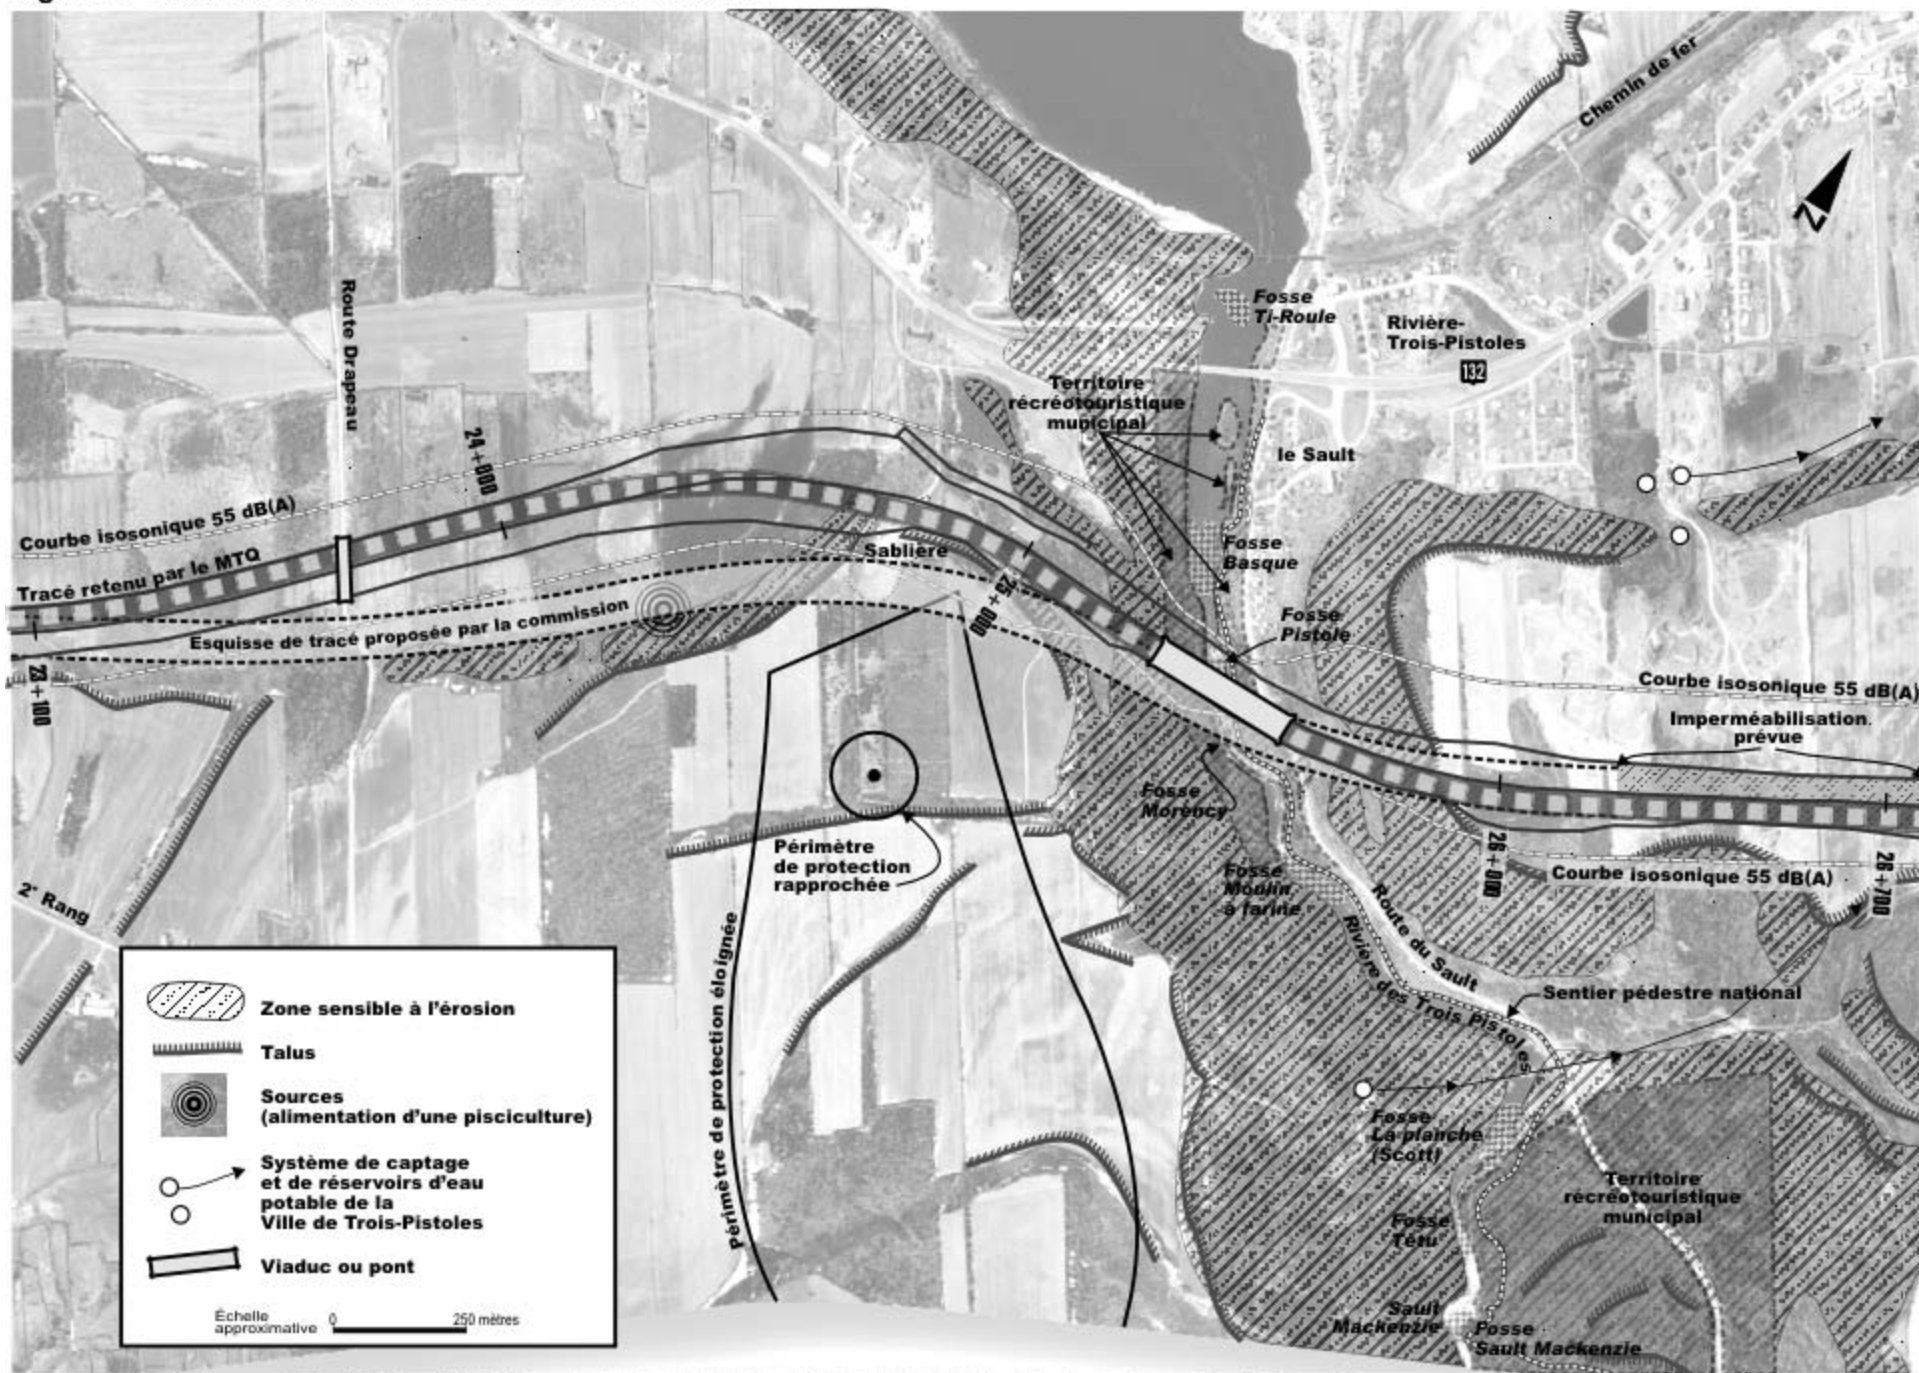 Chemin de fer
N
Route Drapeau
Fosse
Ti-Roule
Rivière-
Trois-Pistoles
132
Territoire
récréotouristique
municipal
le Sault
24+000
Courbe isosonique 55 dB(A)
Tracé retenu par le MTQ
Sablière
Fosse
Basque
25+000
Esquisse de tracé proposée par la commission
Fosse
Pistole
23+100
Courbe isosonique 55 dB(A)
Imperméabilisation
prévue
Fosse
Morency
Périmètre
de protection
rapprochée
26+000
26+700
Courbe isosonique 55 dB(A)
Fosse
Moulin
à farine
2e Rang
Périmètre de protection éloignée
Route du Sault
Rivière des Trois Pistoles
Sentier pédestre national
Fosse
La planche
(Scott)
Territoire
récréotouristique
municipal
Fosse
Têtu
Sault
Mackenzie
Fosse
Sault Mackenzie
Zone sensible à l'érosion
Talus
Sources
(alimentation d'une pisciculture)
Système de captage
et de réservoirs d'eau
potable de la
Ville de Trois-Pistoles
Viaduc ou pont
Échelle
approximative
0
250 mètres